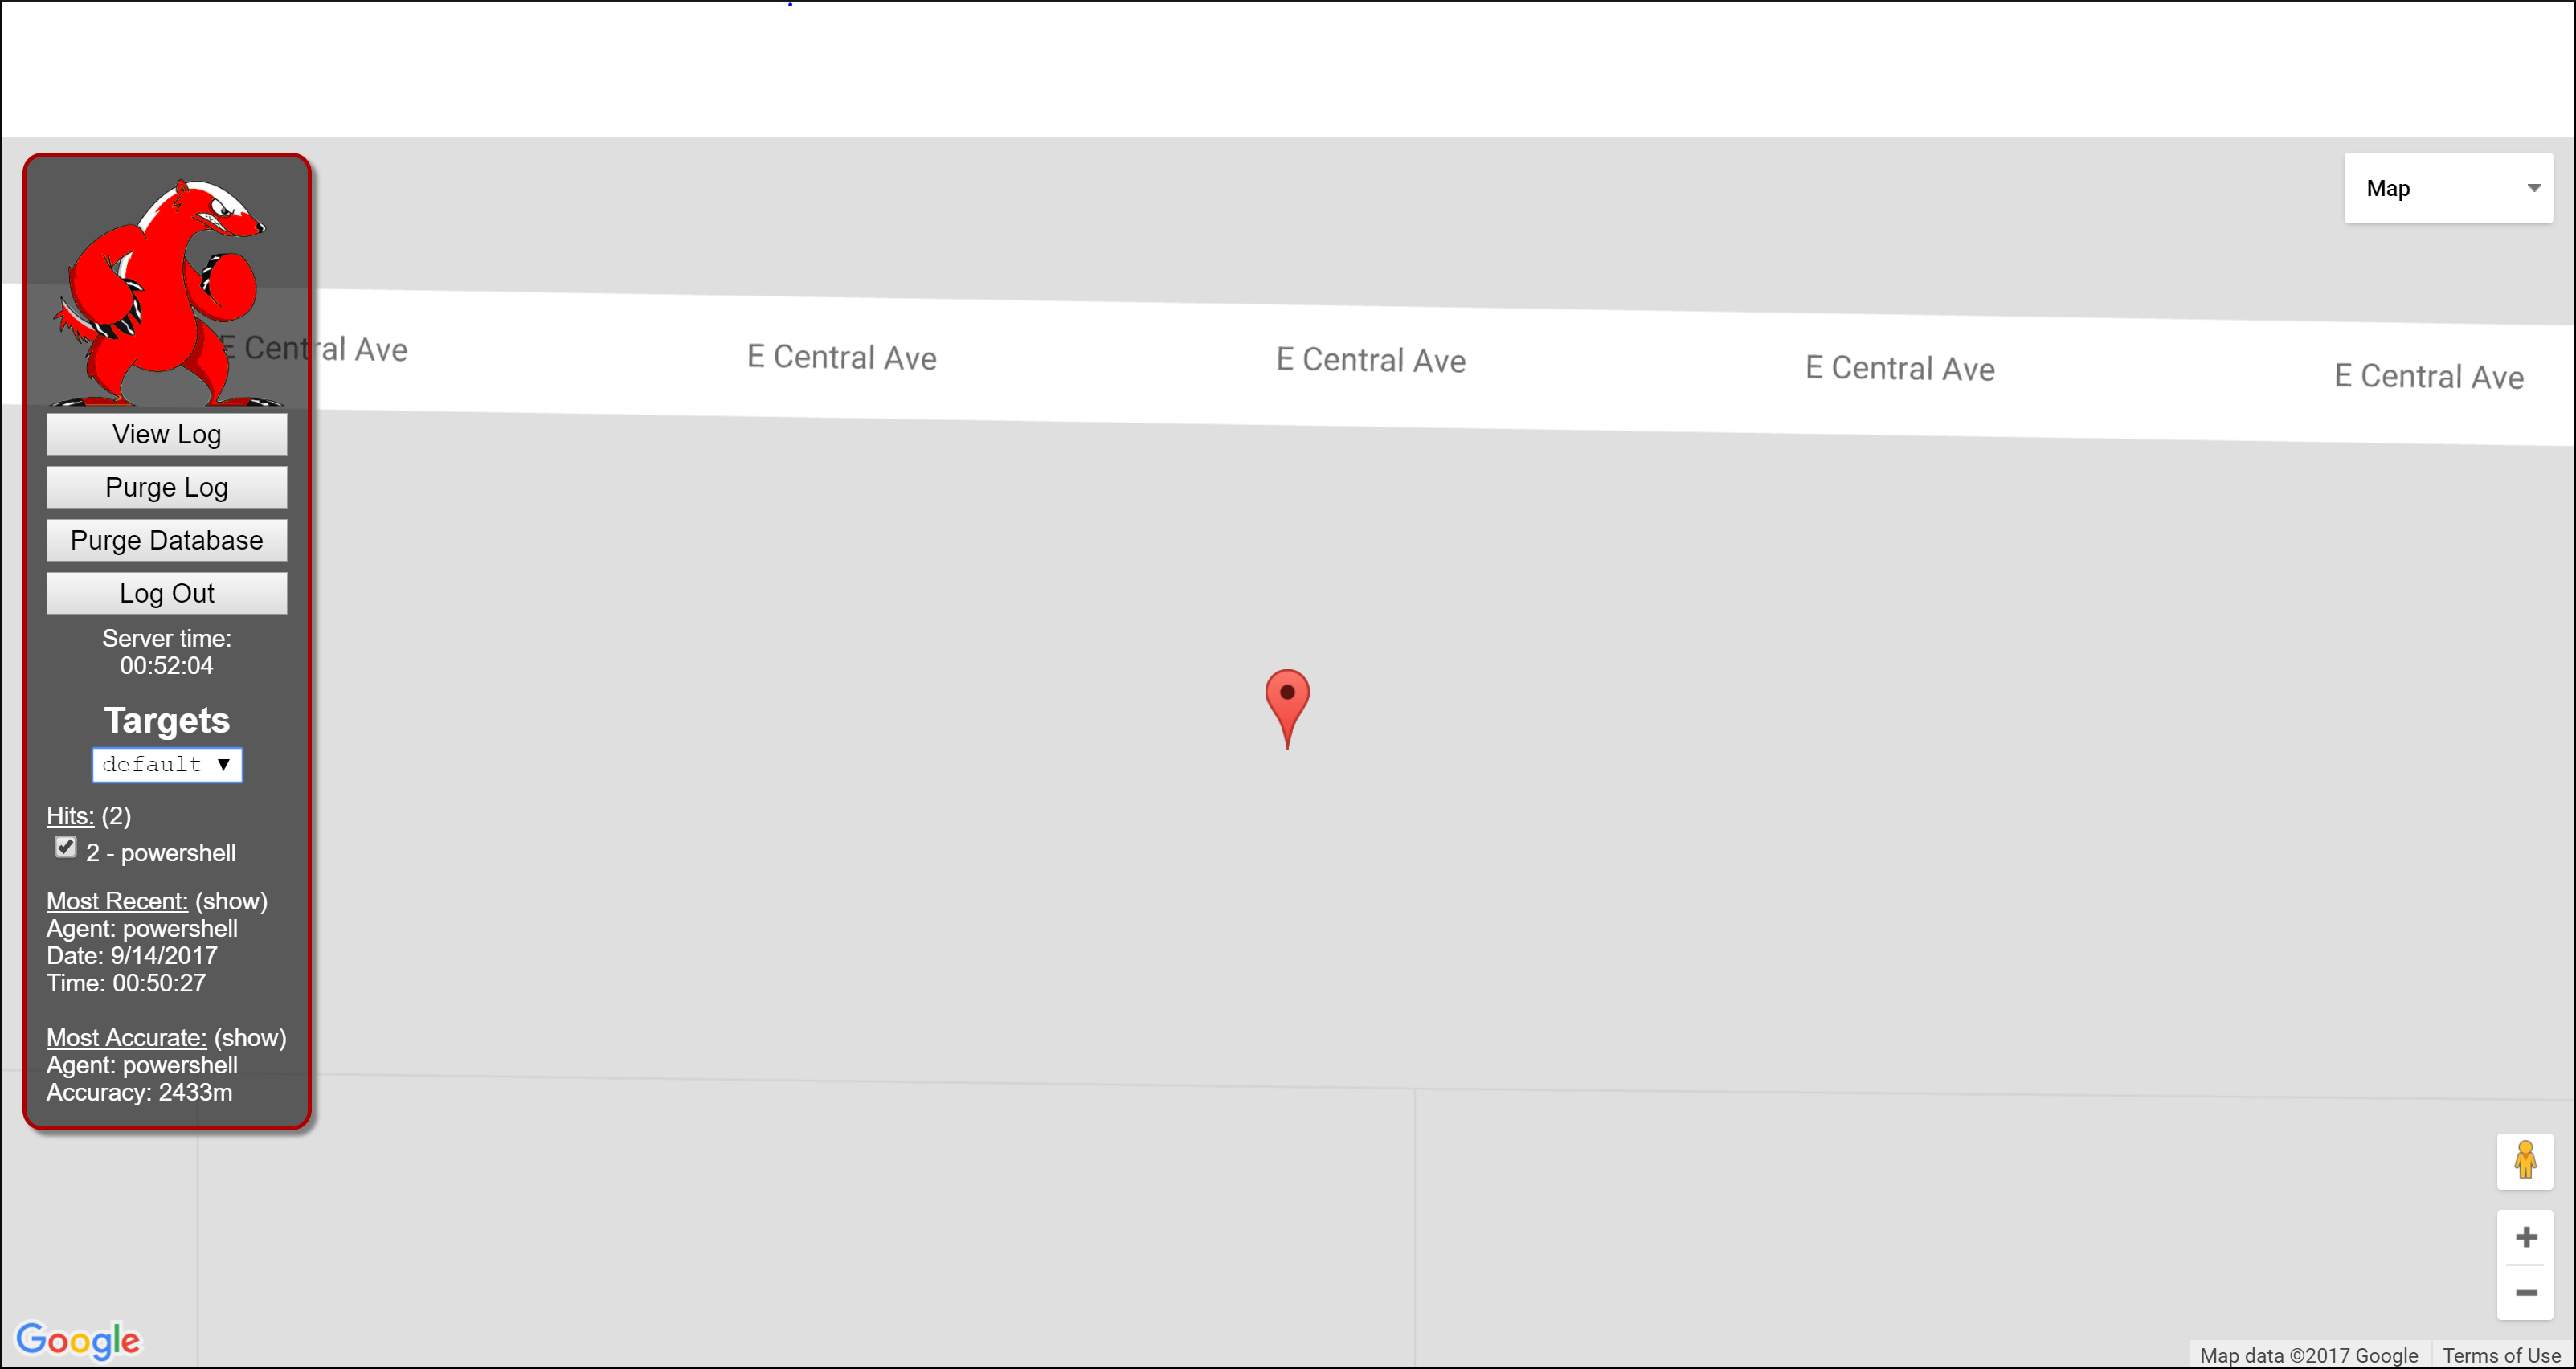 Map
E Central Ave
E Central Ave
E Central Ave
E Central Ave
E Central Ave
View Log
Purge Log
Purge Database
Log Out
Server time:
00:52:04
Targets
default ▼
Hits: (2)
2 - powershell
Most Recent: (show)
Agent: powershell
Date: 9/14/2017
Time: 00:50:27
Most Accurate: (show)
Agent: powershell
Accuracy: 2433m
Google
Map data ©2017 Google
Terms of Use